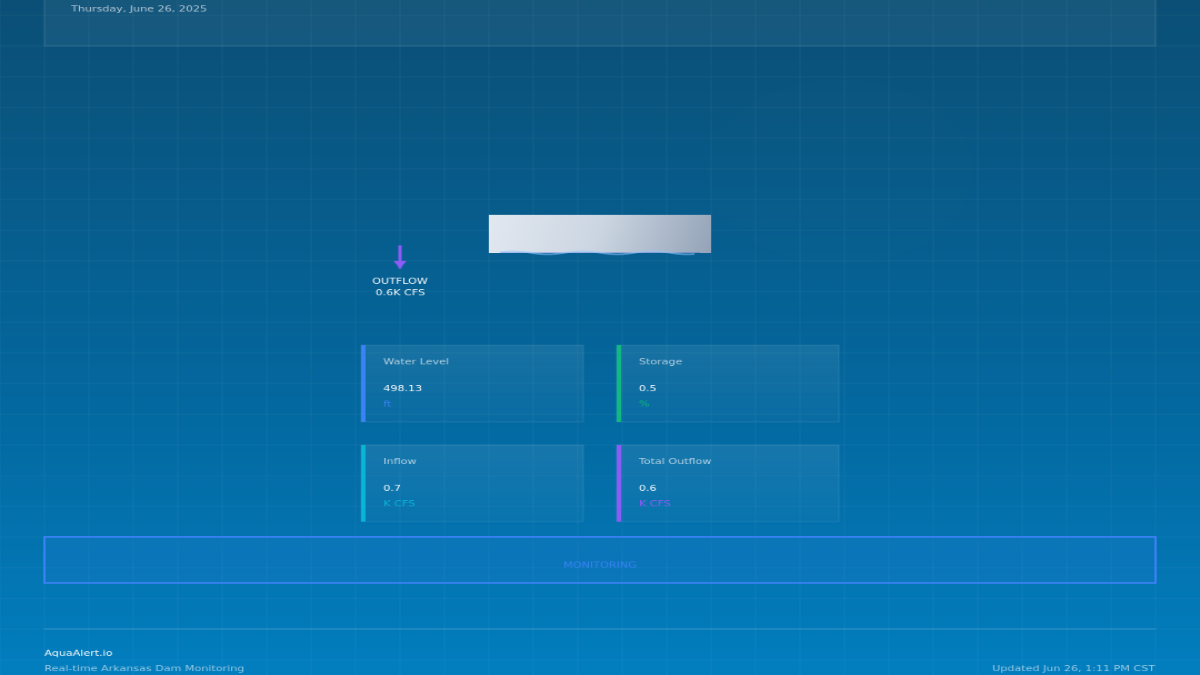 Thursday, June 26, 2025
OUTFLOW
0.6K CFS
Water Level
498.13
ft
Storage
0.5
%
Inflow
0.7
K CFS
Total Outflow
0.6
K CFS
MONITORING
AquaAlert.io
Real-time Arkansas Dam Monitoring
Updated Jun 26, 1:11 PM CST